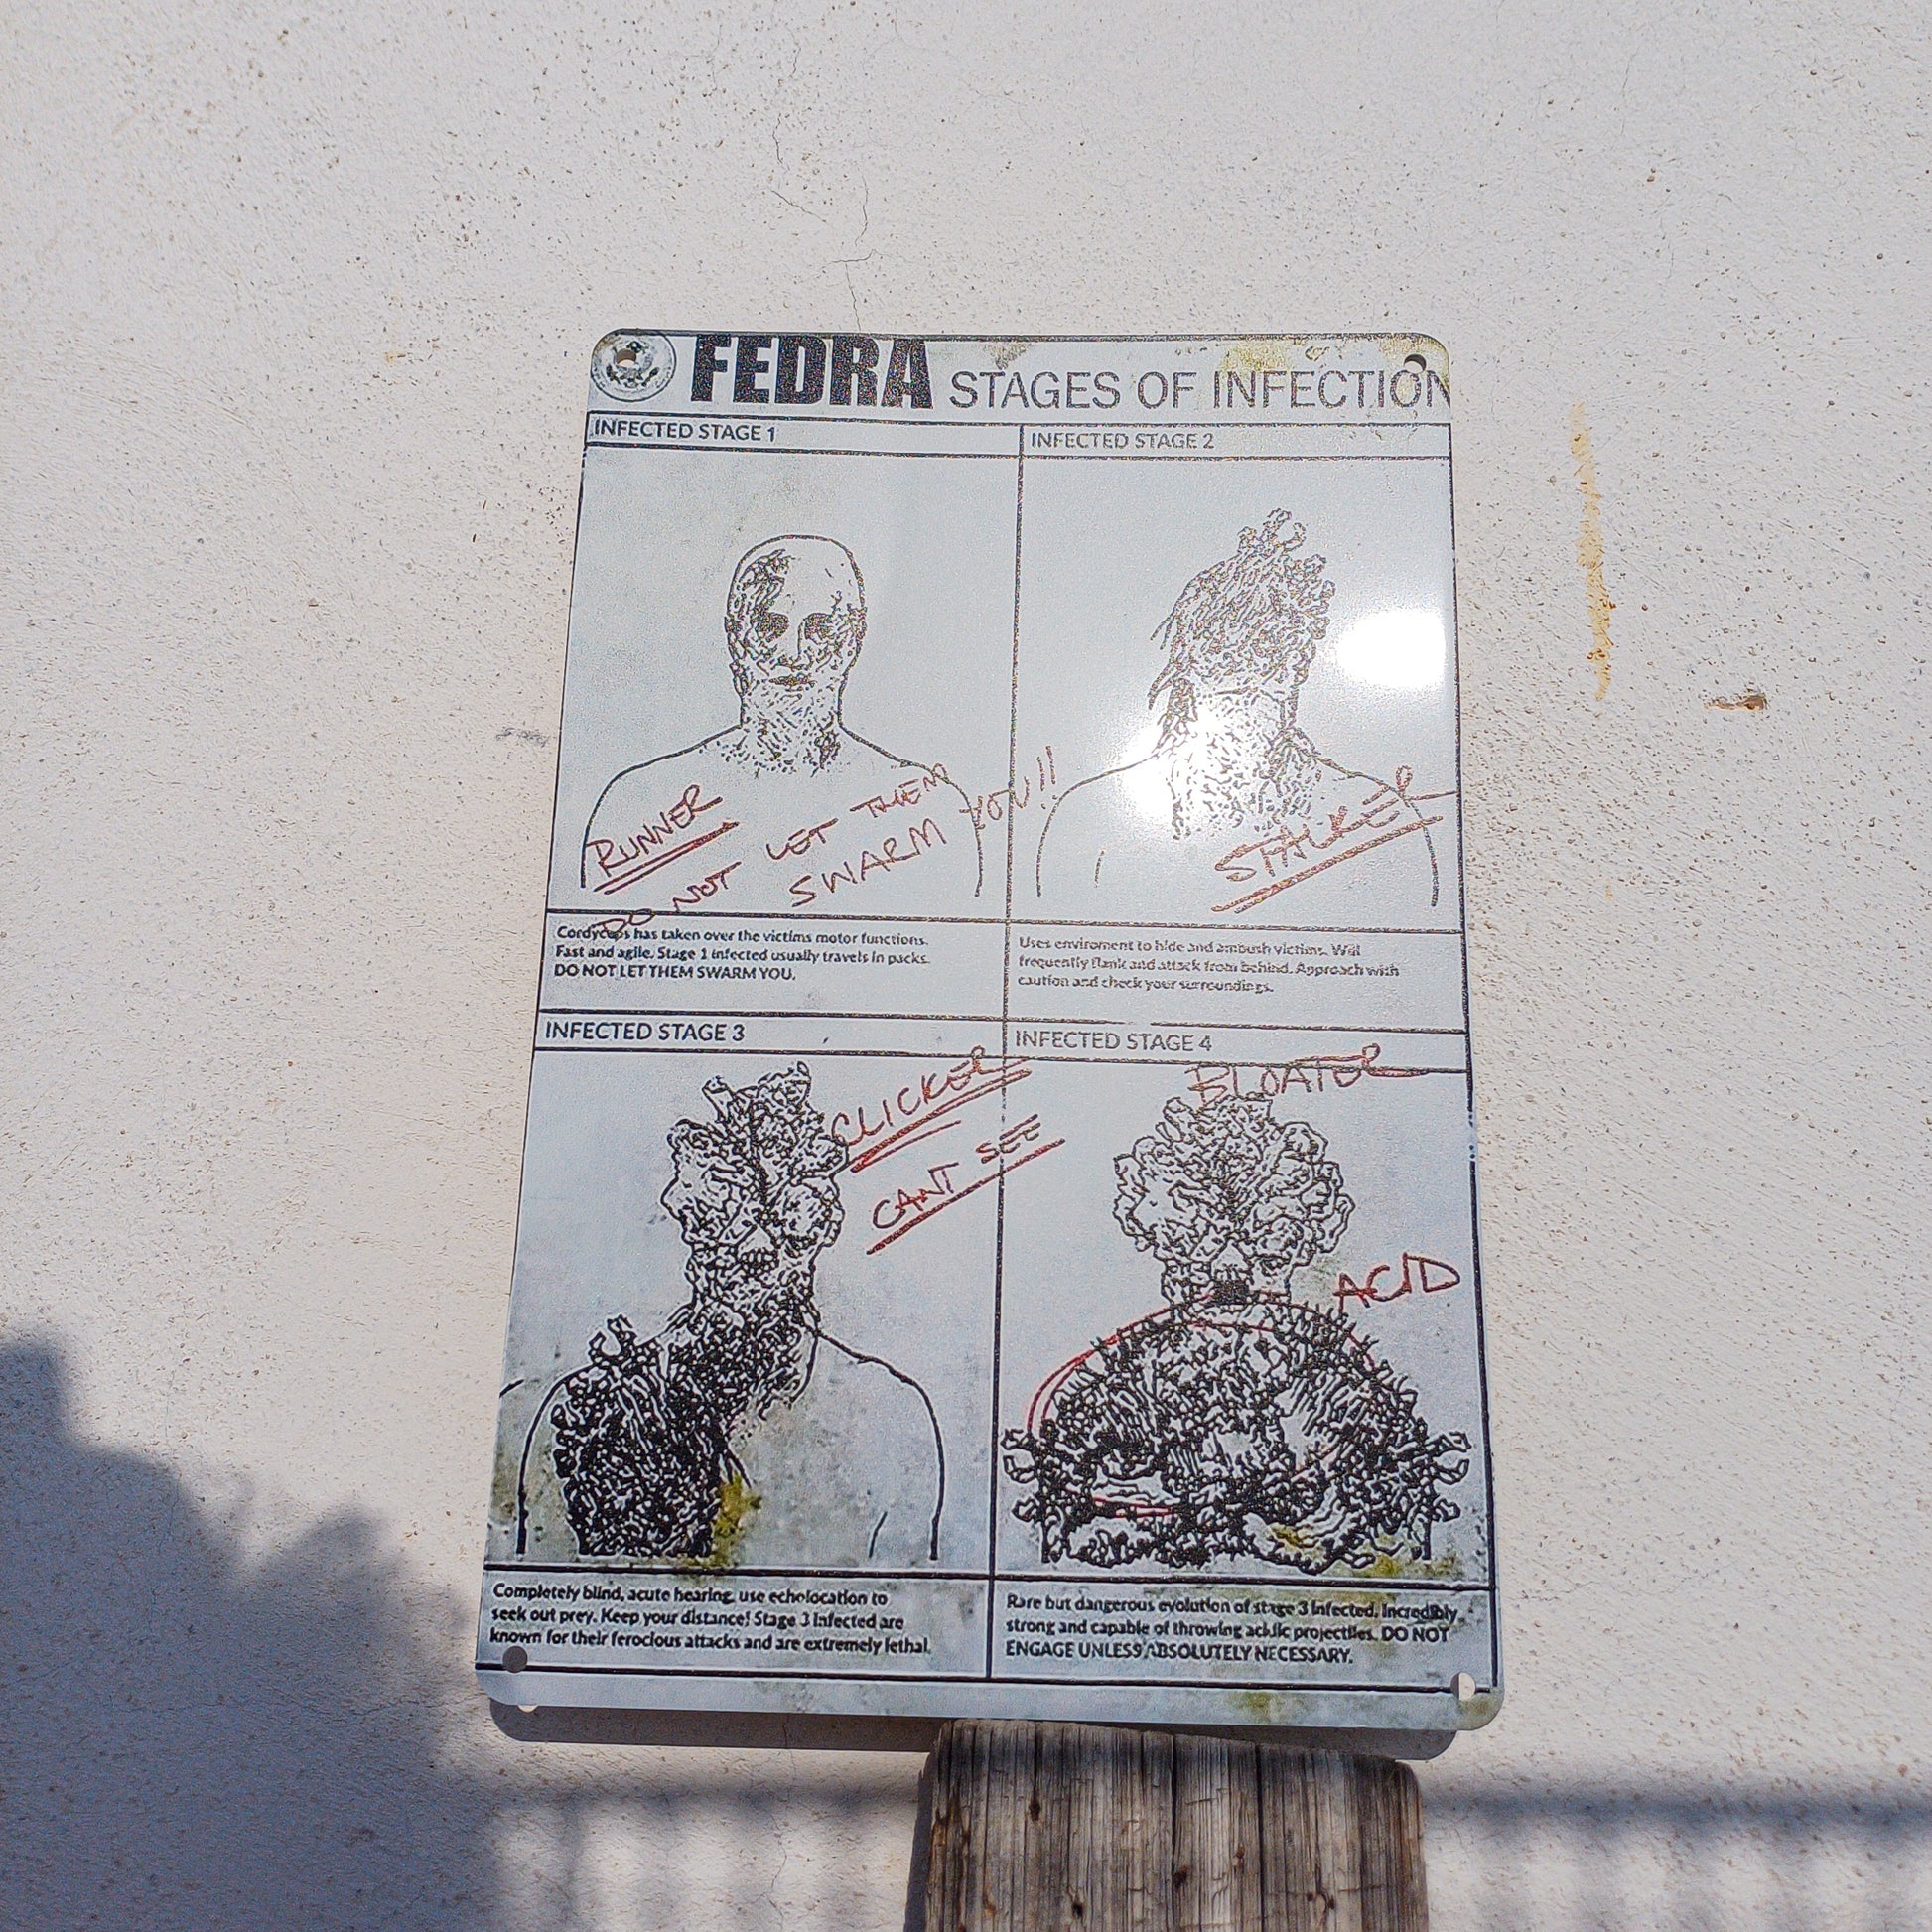 FEDRA STAGES OF INFECTION
INFECTED STAGE 1
RUNNER
DO NOT LET THEM
SWARM YOU!!
Cordyceps has taken over the victims motor functions.
Fast and agile. Stage 1 infected usually travels in packs.
DO NOT LET THEM SWARM YOU.
INFECTED STAGE 2
STALKER
Uses enviroment to hide and ambush victims. Will
frequently flank and attack from behind. Approach with
caution and check your surroundings.
INFECTED STAGE 3
CLICKER
CANT SEE
Completely blind, acute hearing, use echolocation to
seek out prey. Keep your distance! Stage 3 Infected are
known for their ferocious attacks and are extremely lethal.
INFECTED STAGE 4
BLOATER
ACID
Rare but dangerous evolution of stage 3 Infected. Incredibly
strong and capable of throwing acidic projectiles. DO NOT
ENGAGE UNLESS ABSOLUTELY NECESSARY.